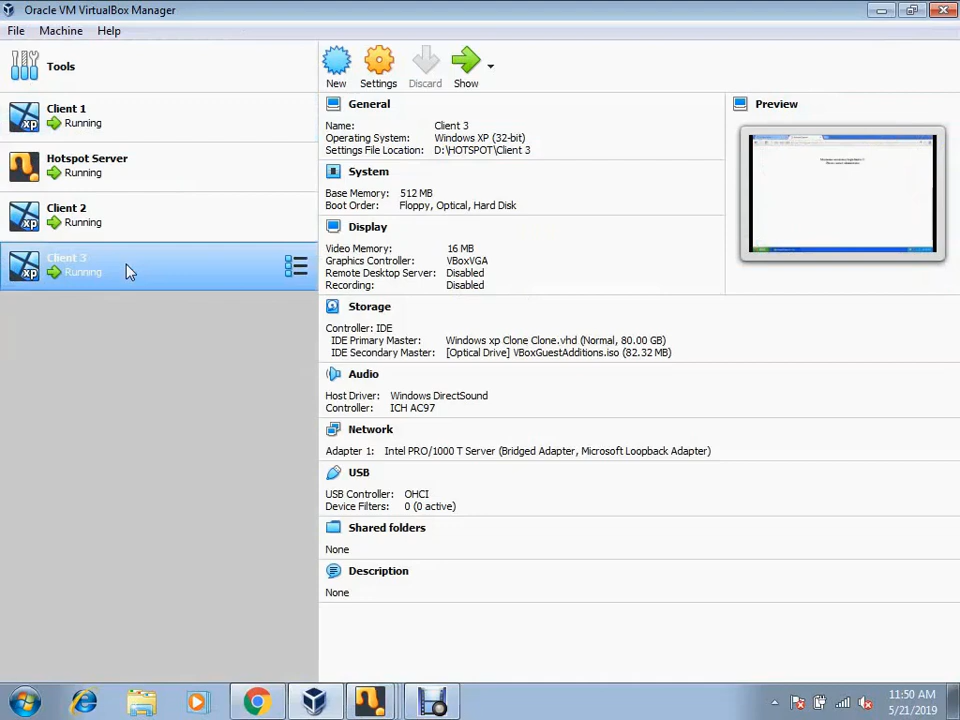 Oracle VM VirtualBox Manager
File Machine Help
Tools
Client 1
Running
Hotspot Server
Running
Client 2
Running
Client 3
Running
New Settings Discard Show
General
Name: Client 3
Operating System: Windows XP (32-bit)
Settings File Location: D:\HOTSPOT\Client 3
System
Base Memory: 512 MB
Boot Order: Floppy, Optical, Hard Disk
Display
Video Memory: 16 MB
Graphics Controller: VBoxVGA
Remote Desktop Server: Disabled
Recording: Disabled
Storage
Controller: IDE
IDE Primary Master: Windows xp Clone Clone.vhd (Normal, 80.00 GB)
IDE Secondary Master: [Optical Drive] VBoxGuestAdditions.iso (82.32 MB)
Audio
Host Driver: Windows DirectSound
Controller: ICH AC97
Network
Adapter 1: Intel PRO/1000 T Server (Bridged Adapter, Microsoft Loopback Adapter)
USB
USB Controller: OHCI
Device Filters: 0 (0 active)
Shared folders
None
Description
None
Preview
11:50 AM
5/21/2019